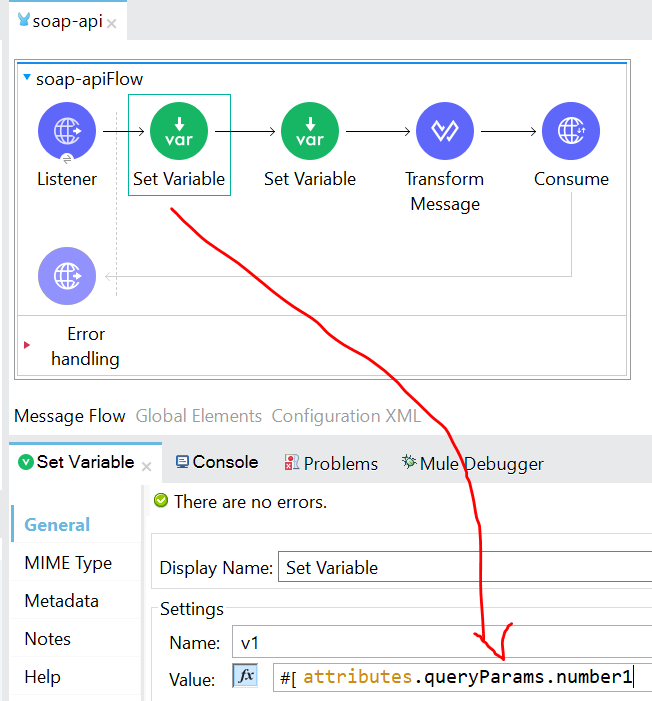 soap-api
soap-apiFlow
var
var
Listener
Set Variable
Set Variable
Transform Message
Consume
Error handling
Message Flow Global Elements Configuration XML
Set Variable Console Problems Mule Debugger
There are no errors.
General
MIME Type
Metadata
Notes
Help
Display Name: Set Variable
Settings
Name: v1
Value: fx #[ attributes.queryParams.number1